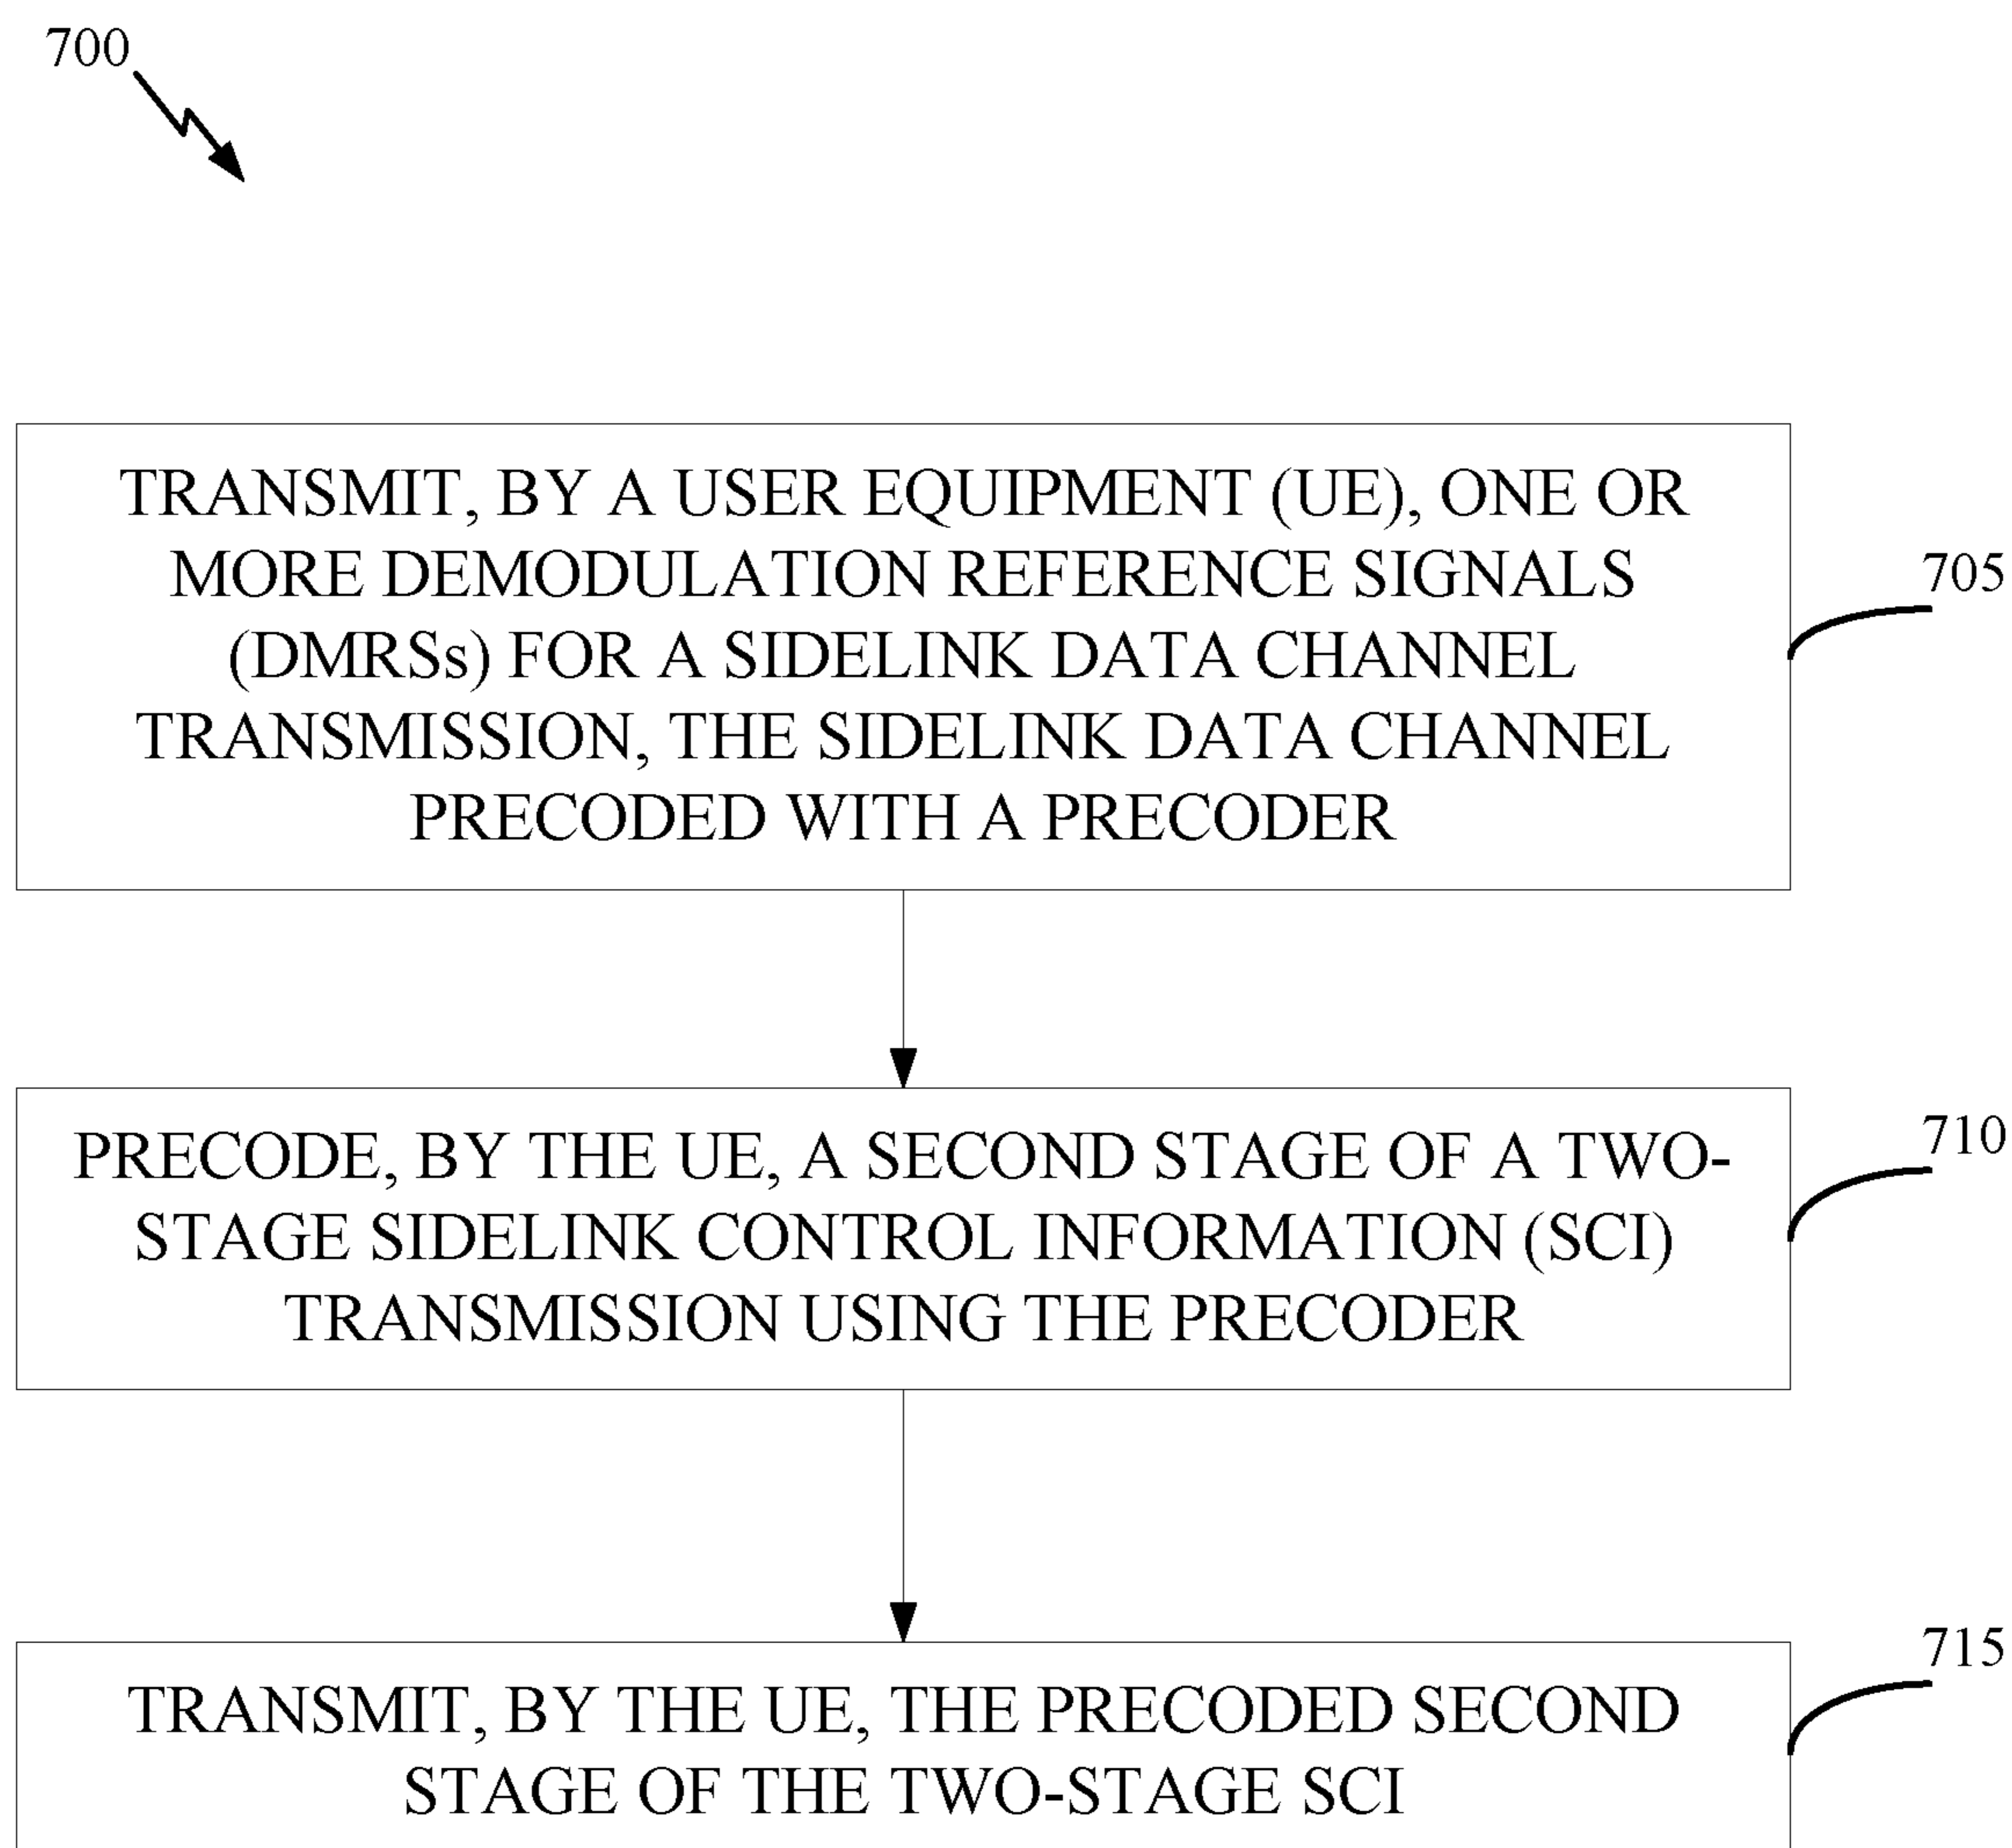 700
TRANSMIT, BY A USER EQUIPMENT (UE), ONE OR
MORE DEMODULATION REFERENCE SIGNALS
(DMRSs) FOR A SIDELINK DATA CHANNEL
TRANSMISSION, THE SIDELINK DATA CHANNEL
PRECODED WITH A PRECODER
705
PRECODE, BY THE UE, A SECOND STAGE OF A TWO-
STAGE SIDELINK CONTROL INFORMATION (SCI)
TRANSMISSION USING THE PRECODER
710
TRANSMIT, BY THE UE, THE PRECODED SECOND
STAGE OF THE TWO-STAGE SCI
715